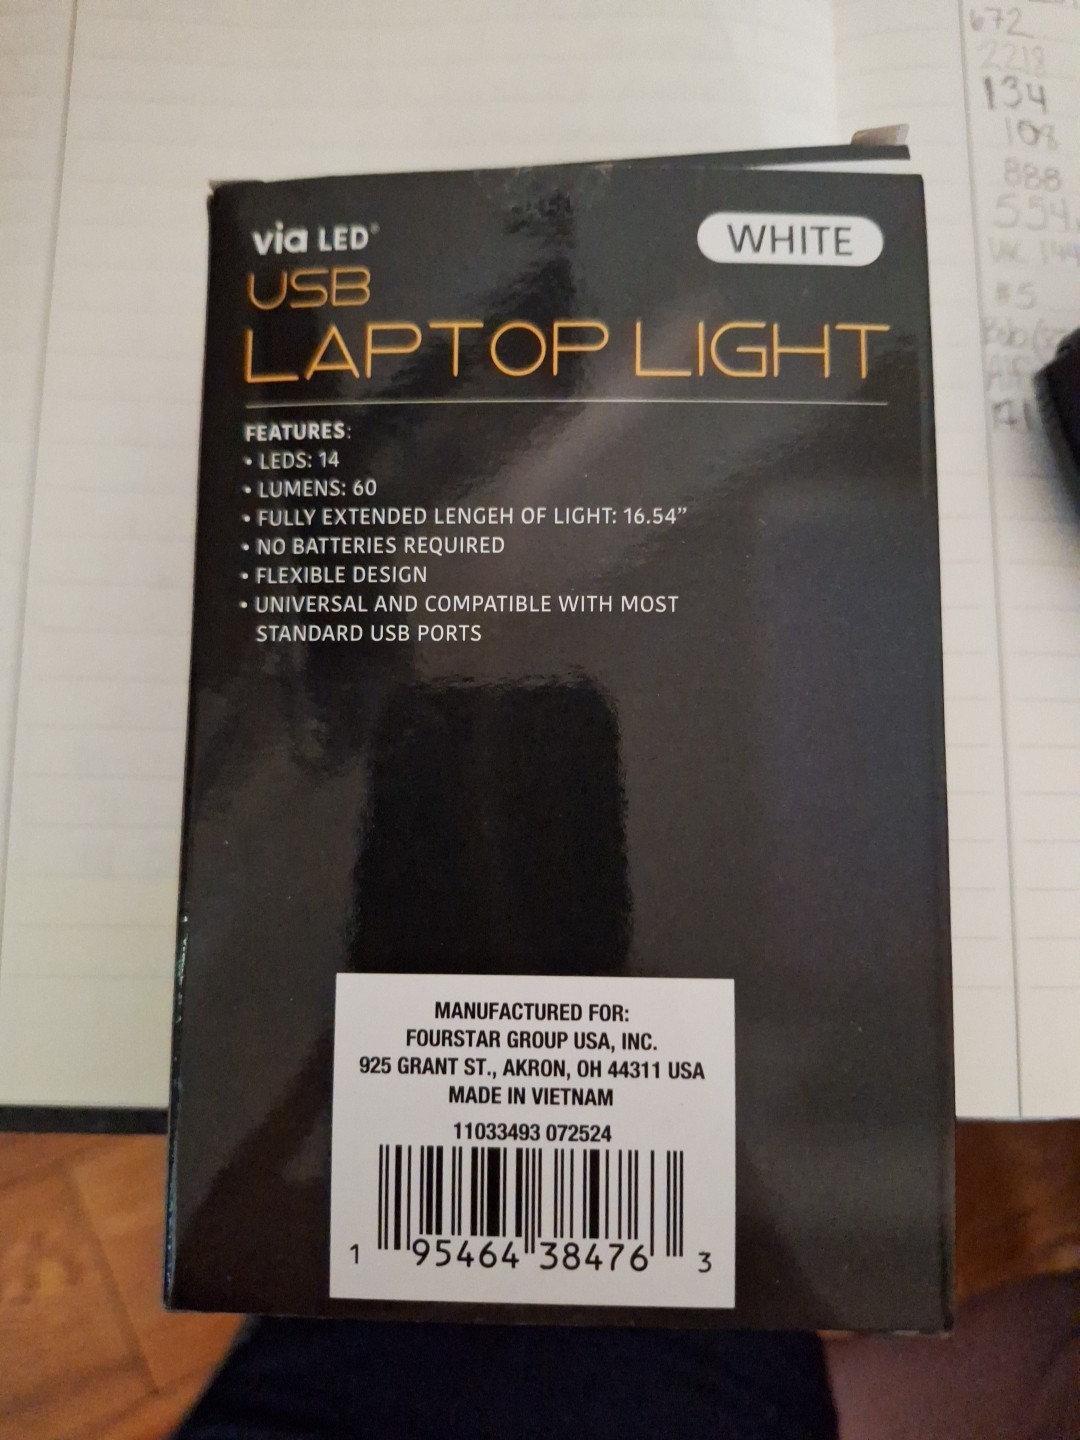 via LED®
WHITE
USB
LAPTOP LIGHT
FEATURES:
• LEDS: 14
• LUMENS: 60
• FULLY EXTENDED LENGEH OF LIGHT: 16.54”
• NO BATTERIES REQUIRED
• FLEXIBLE DESIGN
• UNIVERSAL AND COMPATIBLE WITH MOST
STANDARD USB PORTS
MANUFACTURED FOR:
FOURSTAR GROUP USA, INC.
925 GRANT ST., AKRON, OH 44311 USA
MADE IN VIETNAM
11033493 072524
1 95464 38476 3
672
2218
134
108
888
554
#5